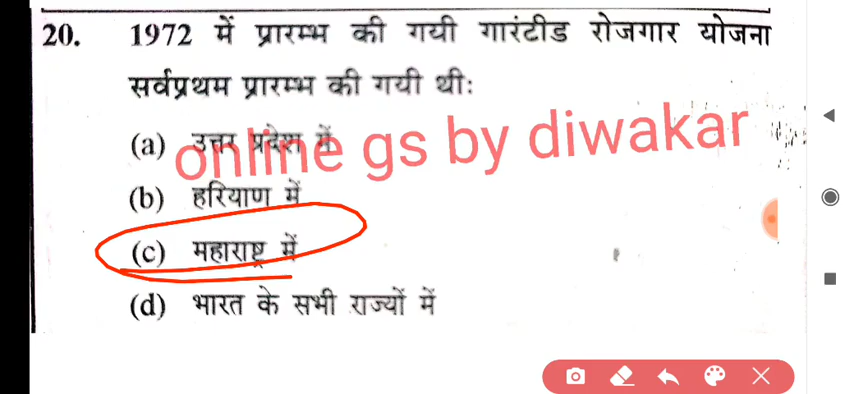 20. 1972 में प्रारम्भ की गयी गारंटीड रोजगार योजना
सर्वप्रथम प्रारम्भ की गयी थीः
(a) उत्तर प्रदेश में
online gs by diwakar
(b) हरियाण में
(c) महाराष्ट्र में
(d) भारत के सभी राज्यों में